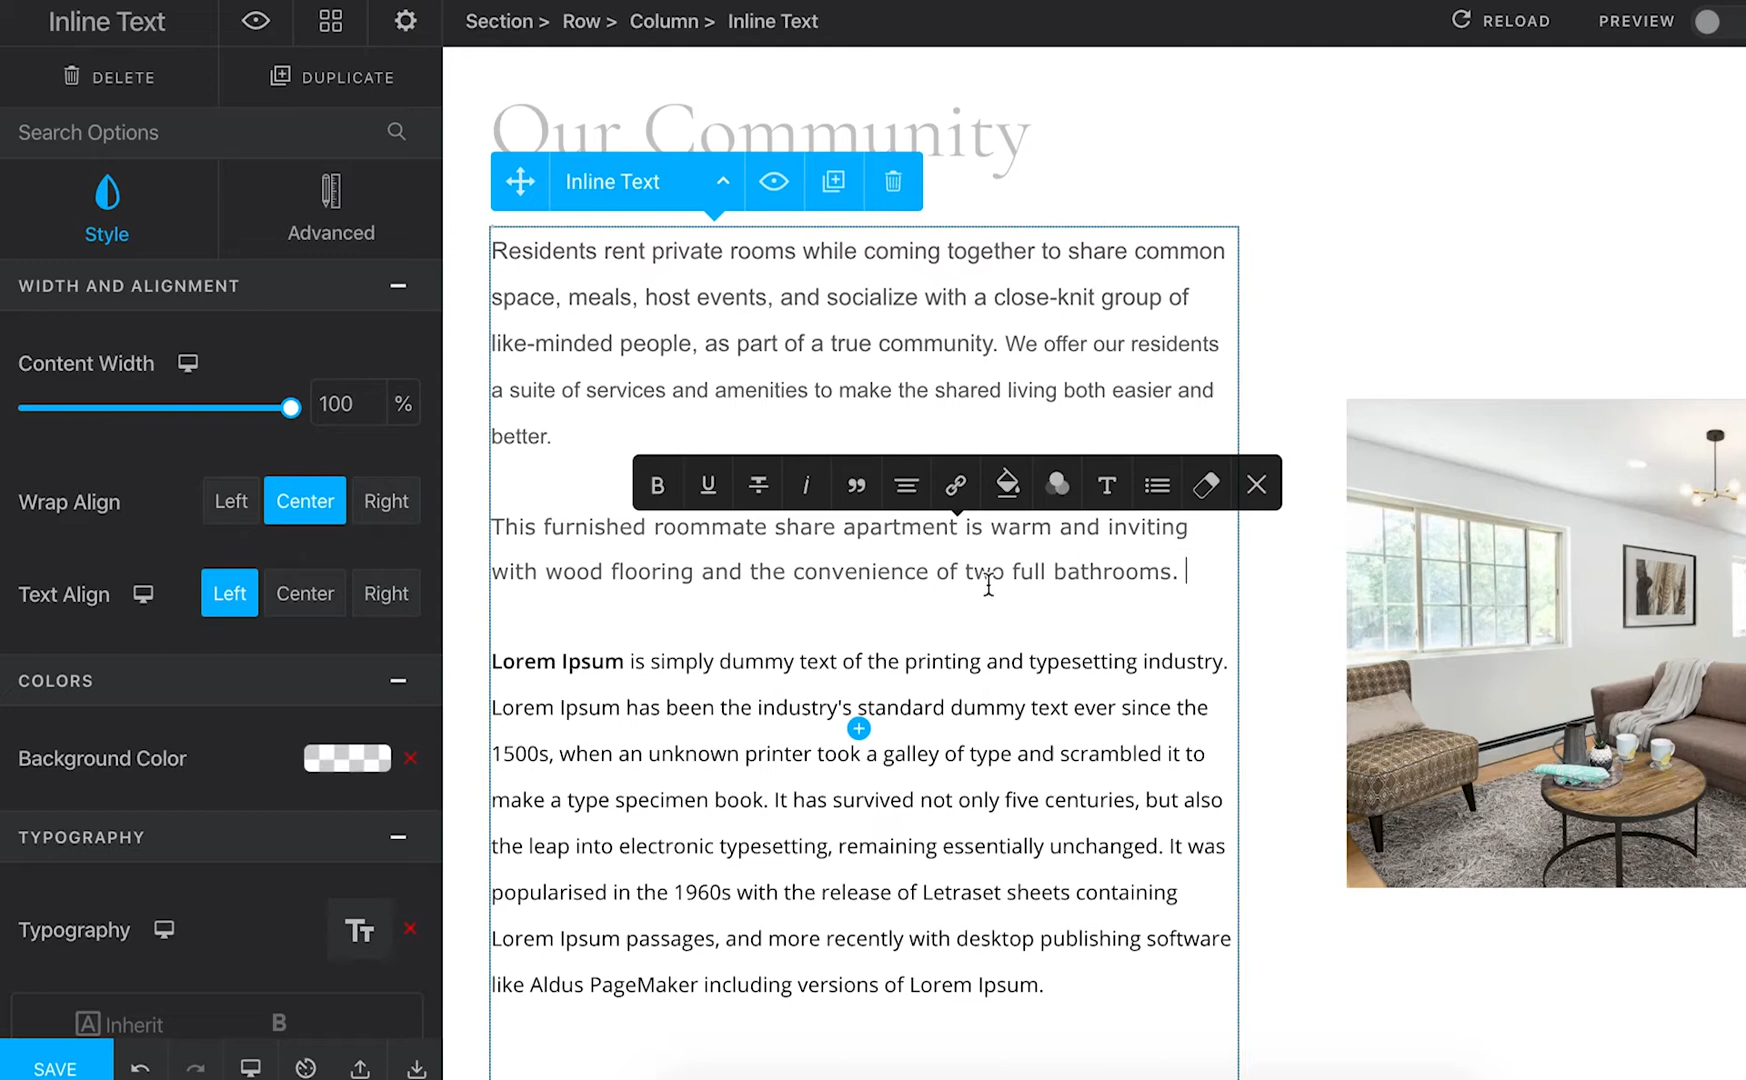 Inline Text
Section > Row > Column > Inline Text
RELOAD
PREVIEW
DELETE
DUPLICATE
Search Options
Style
Advanced
WIDTH AND ALIGNMENT
Content Width
100 %
Wrap Align
Left Center Right
Text Align
Left Center Right
COLORS
Background Color
TYPOGRAPHY
Typography
Inherit B
SAVE
Our Community
Inline Text
Residents rent private rooms while coming together to share common
space, meals, host events, and socialize with a close-knit group of
like-minded people, as part of a true community. We offer our residents
a suite of services and amenities to make the shared living both easier and
better.
B U S i T
This furnished roommate share apartment is warm and inviting
with wood flooring and the convenience of two full bathrooms.
Lorem Ipsum is simply dummy text of the printing and typesetting industry.
Lorem Ipsum has been the industry's standard dummy text ever since the
1500s, when an unknown printer took a galley of type and scrambled it to
make a type specimen book. It has survived not only five centuries, but also
the leap into electronic typesetting, remaining essentially unchanged. It was
popularised in the 1960s with the release of Letraset sheets containing
Lorem Ipsum passages, and more recently with desktop publishing software
like Aldus PageMaker including versions of Lorem Ipsum.